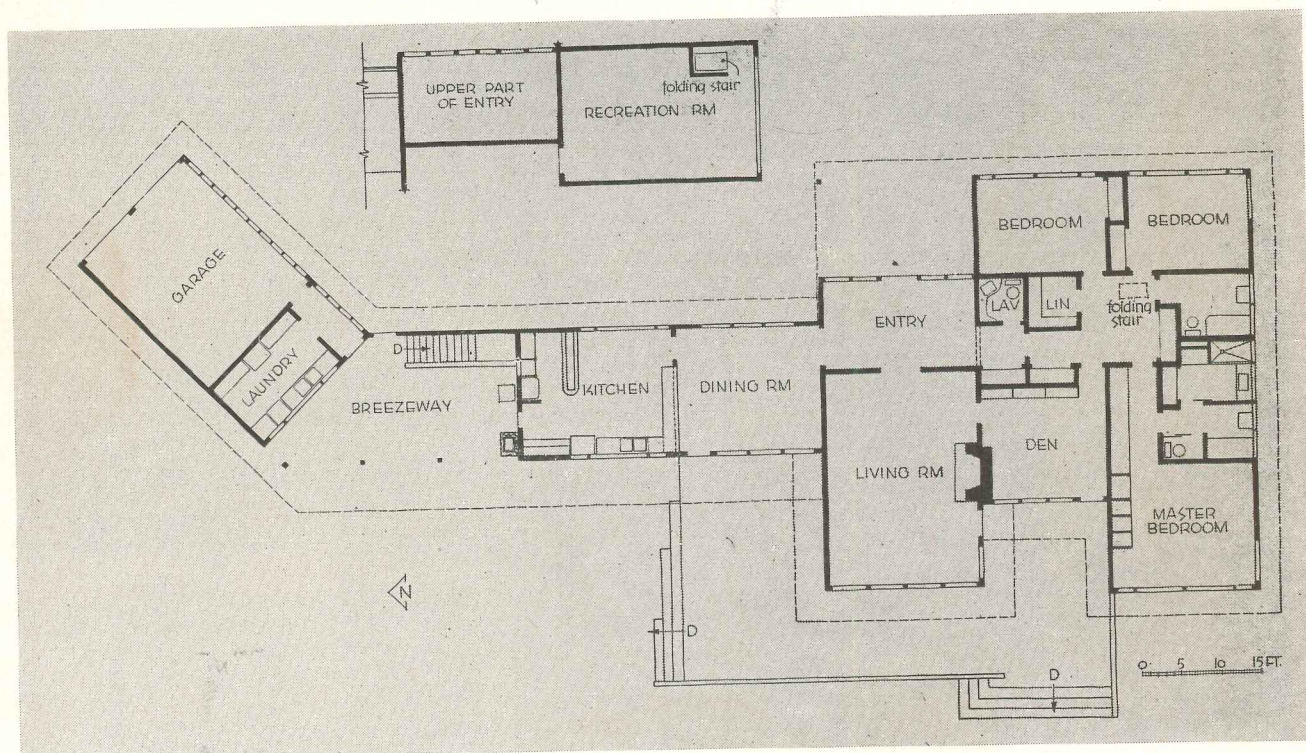 UPPER PART
OF ENTRY
folding stair
RECREATION RM
GARAGE
LAUNDRY
BREEZEWAY
D
KITCHEN
DINING RM
ENTRY
LIVING RM
BEDROOM
BEDROOM
LAV
LIN
folding
stair
DEN
MASTER
BEDROOM
N
D
D
0 5 10 15 FT.